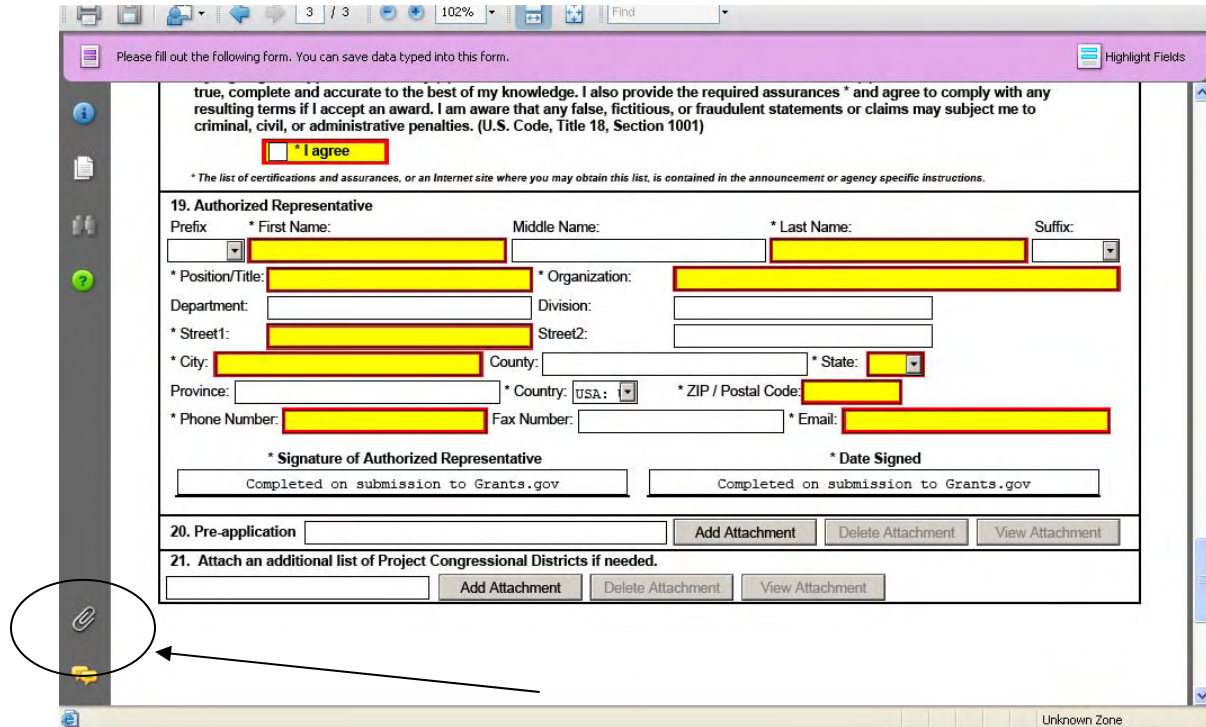 3 / 3 102% Find
Please fill out the following form. You can save data typed into this form. Highlight Fields
true, complete and accurate to the best of my knowledge. I also provide the required assurances * and agree to comply with any
resulting terms if I accept an award. I am aware that any false, fictitious, or fraudulent statements or claims may subject me to
criminal, civil, or administrative penalties. (U.S. Code, Title 18, Section 1001)
* I agree
* The list of certifications and assurances, or an Internet site where you may obtain this list, is contained in the announcement or agency specific instructions.
19. Authorized Representative
Prefix * First Name: Middle Name: * Last Name: Suffix:
* Position/Title: * Organization:
Department: Division:
* Street1: Street2:
* City: County: * State:
Province: * Country: USA: * ZIP / Postal Code:
* Phone Number: Fax Number: * Email:
* Signature of Authorized Representative * Date Signed
Completed on submission to Grants.gov Completed on submission to Grants.gov
20. Pre-application Add Attachment Delete Attachment View Attachment
21. Attach an additional list of Project Congressional Districts if needed.
Add Attachment Delete Attachment View Attachment
Unknown Zone